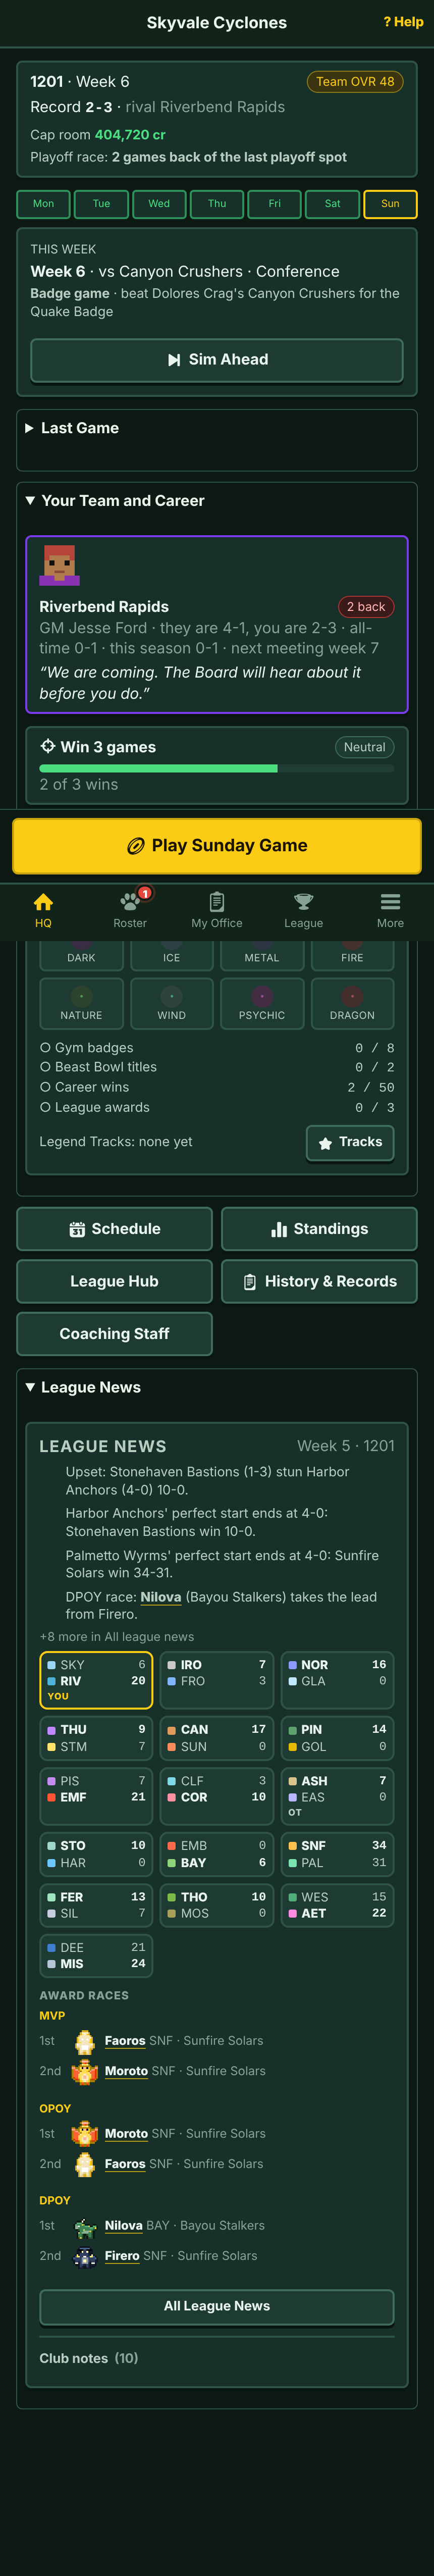 Skyvale Cyclones
? Help
1201 · Week 6
Team OVR 48
Record 2-3 · rival Riverbend Rapids
Cap room 404,720 cr
Playoff race: 2 games back of the last playoff spot
Mon Tue Wed Thu Fri Sat Sun
THIS WEEK
Week 6 · vs Canyon Crushers · Conference
Badge game · beat Dolores Crag's Canyon Crushers for the
Quake Badge
Sim Ahead
Last Game
Your Team and Career
Riverbend Rapids
2 back
GM Jesse Ford · they are 4-1, you are 2-3 · all-
time 0-1 · this season 0-1 · next meeting week 7
“We are coming. The Board will hear about it
before you do.”
Win 3 games
Neutral
2 of 3 wins
Play Sunday Game
1
HQ Roster My Office League More
DARK ICE METAL FIRE
NATURE WIND PSYCHIC DRAGON
Gym badges 0 / 8
Beast Bowl titles 0 / 2
Career wins 2 / 50
League awards 0 / 3
Legend Tracks: none yet
Tracks
31 Schedule
Standings
League Hub
History & Records
Coaching Staff
League News
LEAGUE NEWS
Week 5 · 1201
Upset: Stonehaven Bastions (1-3) stun Harbor
Anchors (4-0) 10-0.
Harbor Anchors' perfect start ends at 4-0:
Stonehaven Bastions win 10-0.
Palmetto Wyrms' perfect start ends at 4-0: Sunfire
Solars win 34-31.
DPOY race: Nilova (Bayou Stalkers) takes the lead
from Firero.
+8 more in All league news
SKY 6
RIV 20
YOU
IRO 7
FRO 3
NOR 16
GLA 0
THU 9
STM 7
CAN 17
SUN 0
PIN 14
GOL 0
PIS 7
EMF 21
CLF 3
COR 10
ASH 7
EAS 0
OT
STO 10
HAR 0
EMB 0
BAY 6
SNF 34
PAL 31
FER 13
SIL 7
THO 10
MOS 0
WES 15
AET 22
DEE 21
MIS 24
AWARD RACES
MVP
1st Faoros SNF · Sunfire Solars
2nd Moroto SNF · Sunfire Solars
OPOY
1st Moroto SNF · Sunfire Solars
2nd Faoros SNF · Sunfire Solars
DPOY
1st Nilova BAY · Bayou Stalkers
2nd Firero SNF · Sunfire Solars
All League News
Club notes (10)